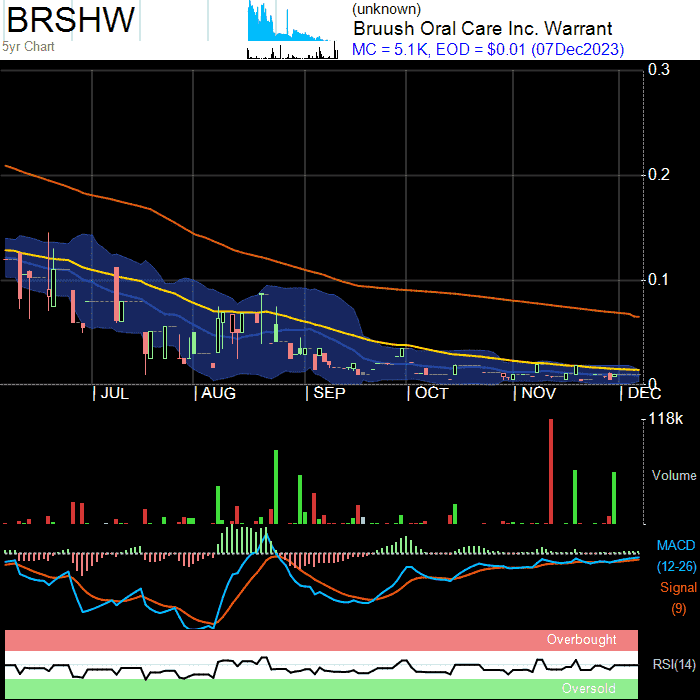 BRSHW
5yr Chart
(unknown)
Bruush Oral Care Inc. Warrant
MC = 5.1K, EOD = $0.01 (07Dec2023)
0.3
0.2
0.1
0
| JUL | AUG | SEP | OCT | NOV | DEC
118k
Volume
MACD
(12-26)
Signal
(9)
Overbought
RSI(14)
Oversold